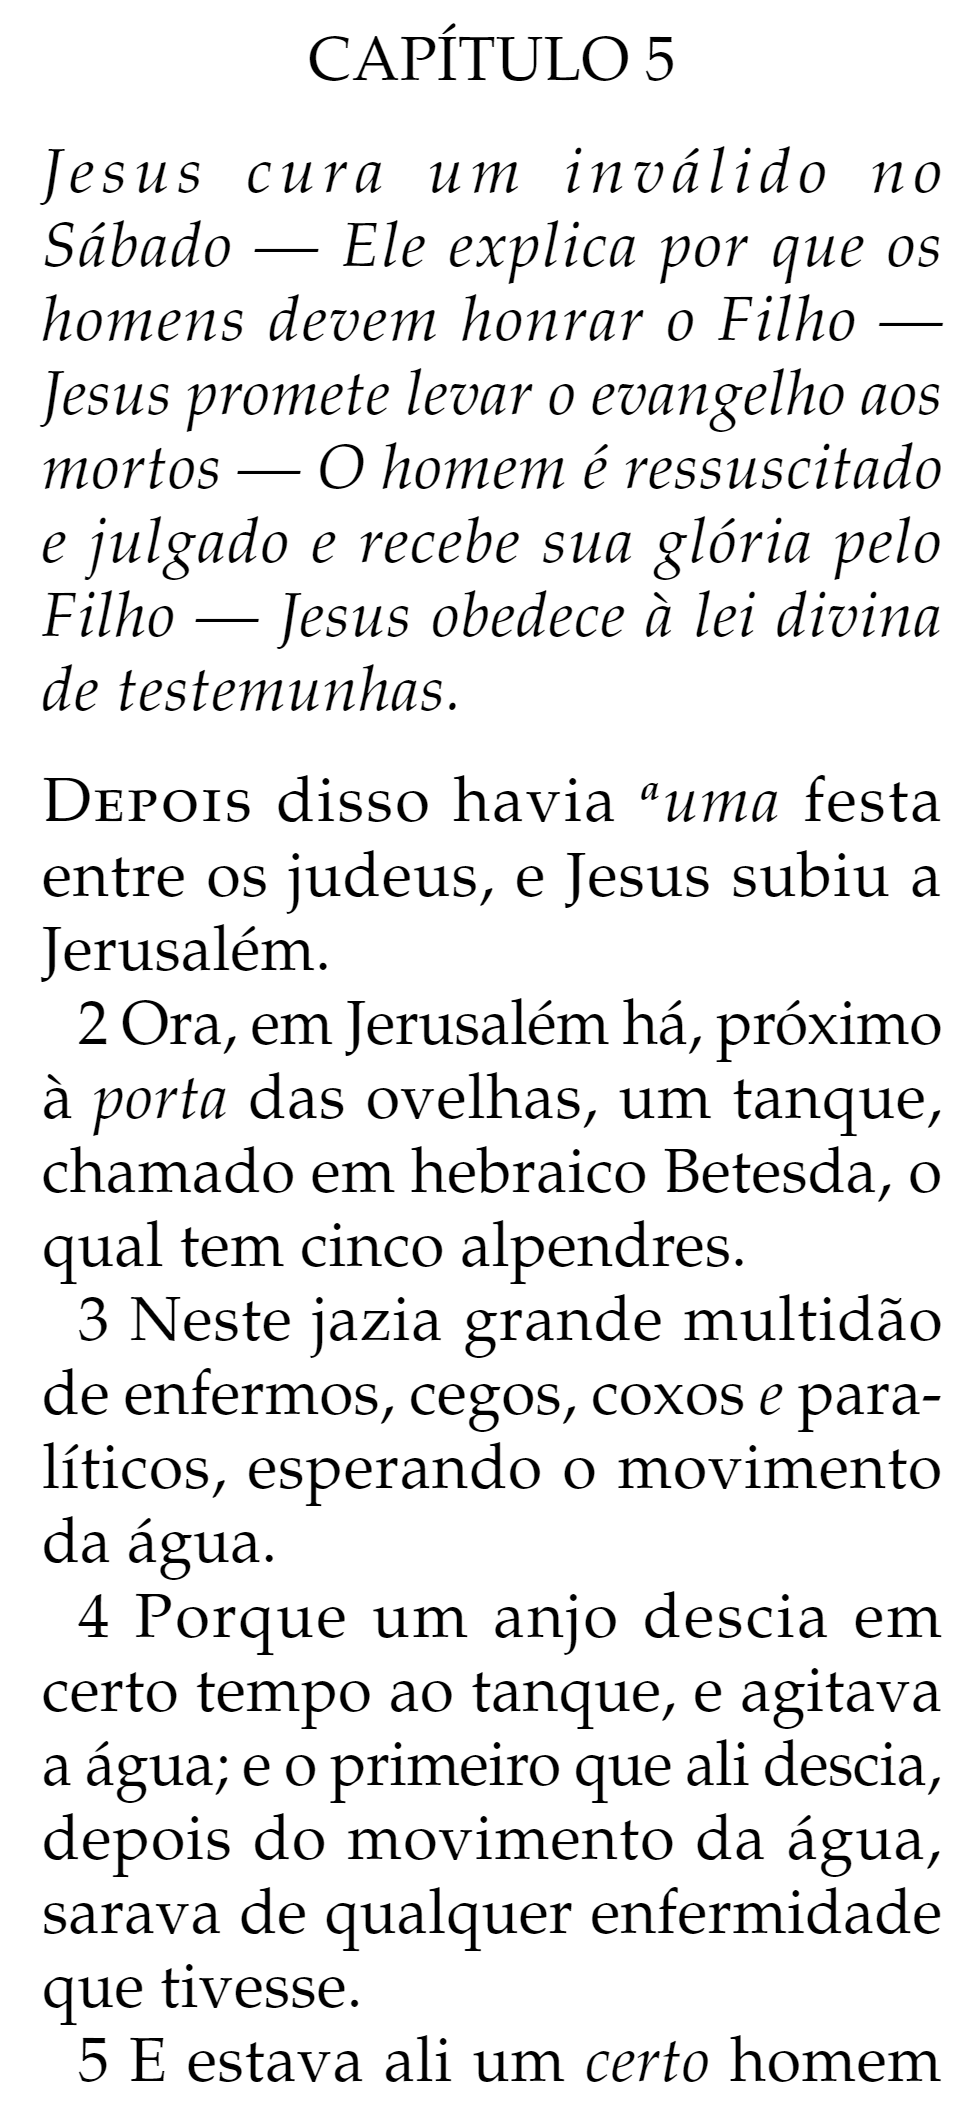 CAPÍTULO 5
Jesus cura um inválido no
Sábado — Ele explica por que os
homens devem honrar o Filho —
Jesus promete levar o evangelho aos
mortos — O homem é ressuscitado
e julgado e recebe sua glória pelo
Filho — Jesus obedece à lei divina
de testemunhas.
Depois disso havia ᵃuma festa
entre os judeus, e Jesus subiu a
Jerusalém.
2 Ora, em Jerusalém há, próximo
à porta das ovelhas, um tanque,
chamado em hebraico Betesda, o
qual tem cinco alpendres.
3 Neste jazia grande multidão
de enfermos, cegos, coxos e para-
líticos, esperando o movimento
da água.
4 Porque um anjo descia em
certo tempo ao tanque, e agitava
a água; e o primeiro que ali descia,
depois do movimento da água,
sarava de qualquer enfermidade
que tivesse.
5 E estava ali um certo homem